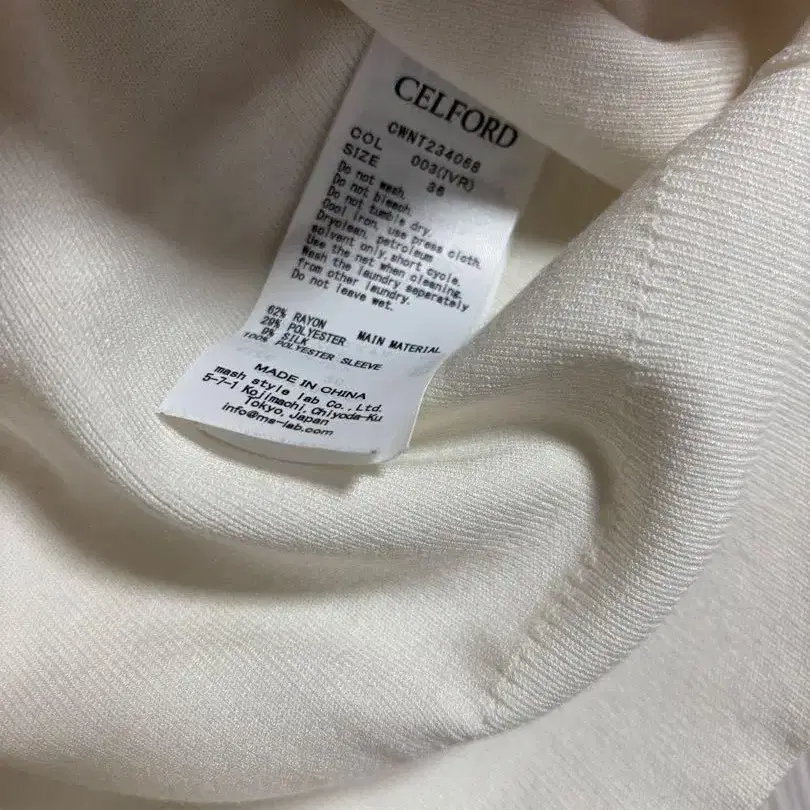 CELFORD
CWNT234068
COL 003(IVR)
SIZE 36
Do not wash.
Do not bleach.
Do not tumble dry.
Cool iron, use press cloth.
Dryclean, petroleum
solvent only, short cycle.
Use the net when cleaning.
Wash the laundry separately
from other laundry.
Do not leave wet.
62% RAYON
29% POLYESTER MAIN MATERIAL
9% SILK
100% POLYESTER SLEEVE
MADE IN CHINA
mash style lab Co., Ltd.
5-7-1 Kojimachi, Chiyoda-Ku
Tokyo, Japan
info@ms-lab.com